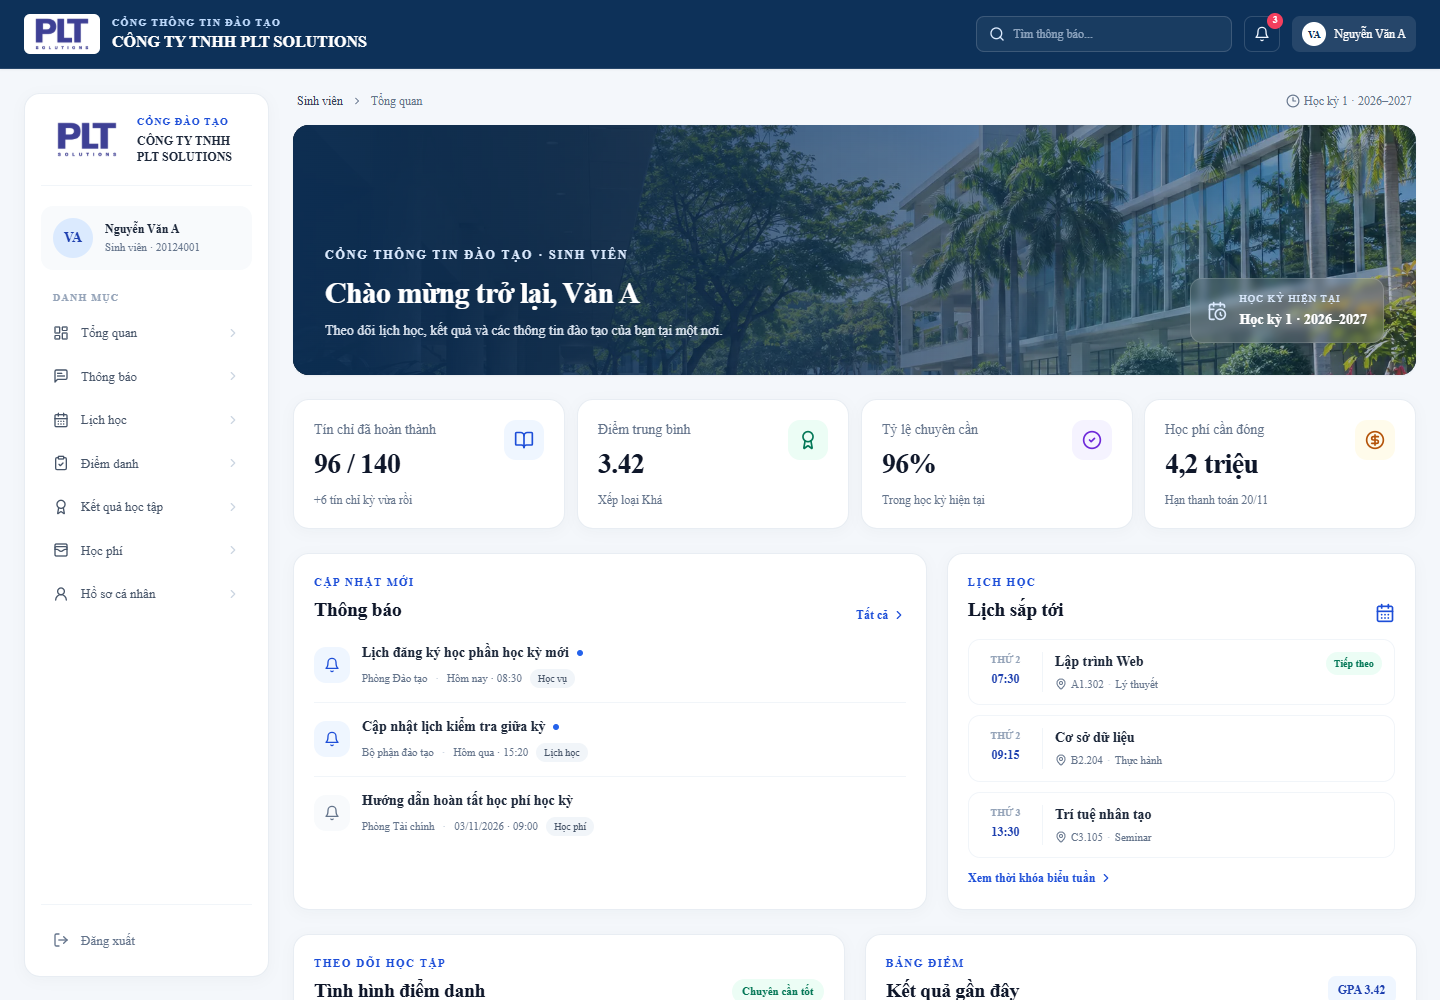 PLT
SOLUTIONS
CỔNG THÔNG TIN ĐÀO TẠO
CÔNG TY TNHH PLT SOLUTIONS
Tìm thông báo...
3
VA
Nguyễn Văn A
PLT
SOLUTIONS
CỔNG ĐÀO TẠO
CÔNG TY TNHH
PLT SOLUTIONS
VA
Nguyễn Văn A
Sinh viên · 20124001
DANH MỤC
Tổng quan
Thông báo
Lịch học
Điểm danh
Kết quả học tập
Học phí
Hồ sơ cá nhân
Đăng xuất
Sinh viên > Tổng quan
Học kỳ 1 · 2026–2027
CỔNG THÔNG TIN ĐÀO TẠO · SINH VIÊN
Chào mừng trở lại, Văn A
Theo dõi lịch học, kết quả và các thông tin đào tạo của bạn tại một nơi.
HỌC KỲ HIỆN TẠI
Học kỳ 1 · 2026–2027
Tín chỉ đã hoàn thành
96 / 140
+6 tín chỉ kỳ vừa rồi
Điểm trung bình
3.42
Xếp loại Khá
Tỷ lệ chuyên cần
96%
Trong học kỳ hiện tại
Học phí cần đóng
4,2 triệu
Hạn thanh toán 20/11
CẬP NHẬT MỚI
Thông báo
Tất cả
Lịch đăng ký học phần học kỳ mới
Phòng Đào tạo · Hôm nay · 08:30 Học vụ
Cập nhật lịch kiểm tra giữa kỳ
Bộ phận đào tạo · Hôm qua · 15:20 Lịch học
Hướng dẫn hoàn tất học phí học kỳ
Phòng Tài chính · 03/11/2026 · 09:00 Học phí
LỊCH HỌC
Lịch sắp tới
THỨ 2
07:30
Lập trình Web
A1.302 · Lý thuyết
Tiếp theo
THỨ 2
09:15
Cơ sở dữ liệu
B2.204 · Thực hành
THỨ 3
13:30
Trí tuệ nhân tạo
C3.105 · Seminar
Xem thời khóa biểu tuần
THEO DÕI HỌC TẬP
Tình hình điểm danh
Chuyên cần tốt
BẢNG ĐIỂM
Kết quả gần đây
GPA 3.42